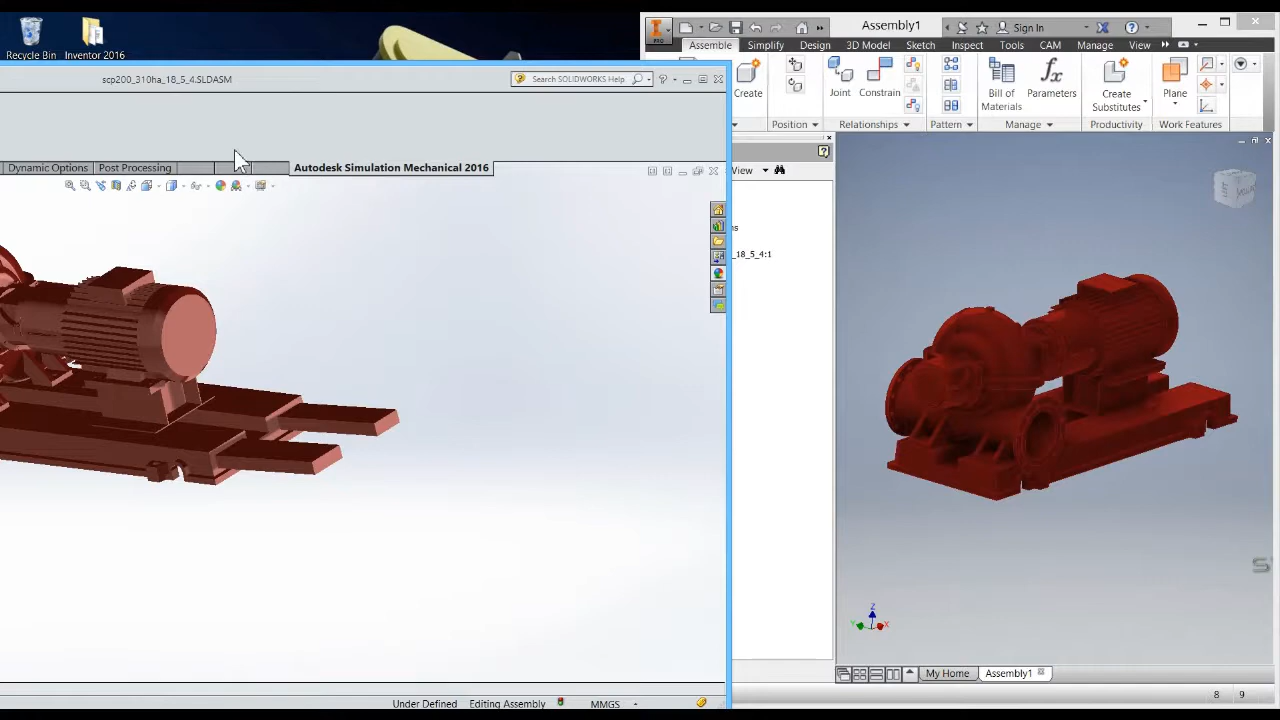 Recycle Bin
Inventor 2016
Assembly1
Sign In
scp200_310ha_18_5_4.SLDASM
Search SOLIDWORKS Help
Assemble Simplify Design 3D Model Sketch Inspect Tools CAM Manage View
Create
Joint
Constrain
Bill of
Materials
Parameters
Create
Substitutes
Plane
Position
Relationships
Pattern
Manage
Productivity
Work Features
Dynamic Options Post Processing Autodesk Simulation Mechanical 2016
View
ns
_18_5_4:1
Z
Y
X
S
My Home
Assembly1
8 9
Under Defined Editing Assembly MMGS